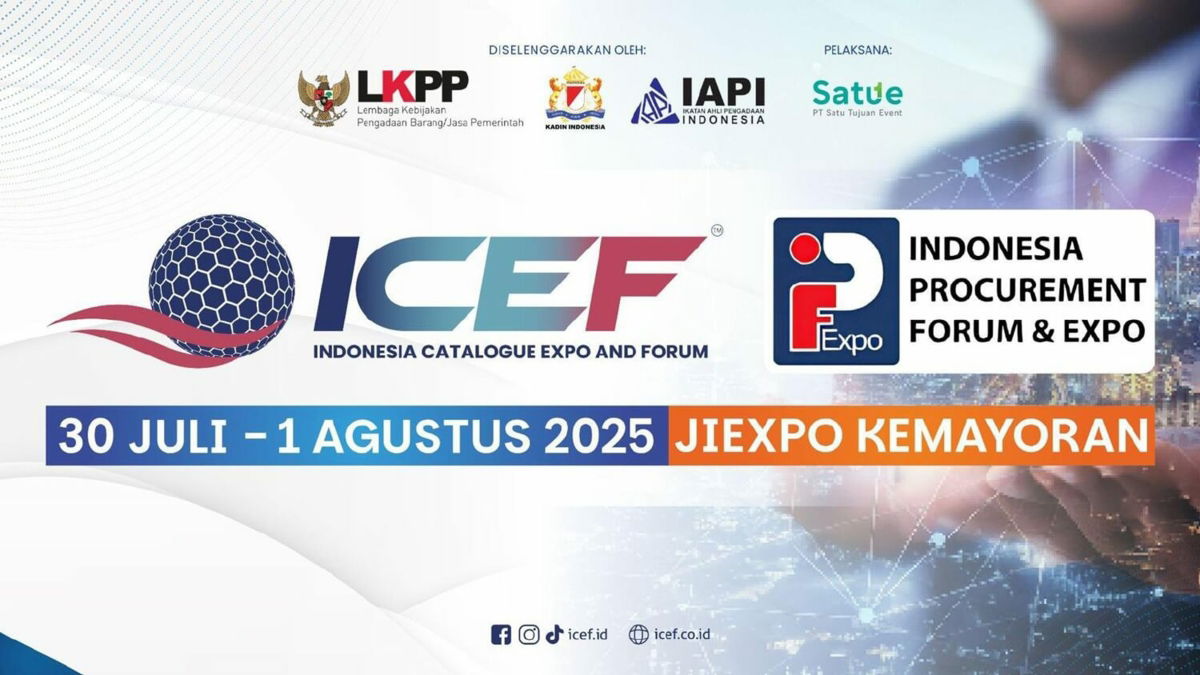 DISELENGGARAKAN OLEH:
PELAKSANA:
LKPP
Lembaga Kebijakan
Pengadaan Barang/Jasa Pemerintah
KADIN INDONESIA
IAPI
IKATAN AHLI PENGADAAN
INDONESIA
Satue
PT Satu Tujuan Event
ICEF TM
INDONESIA CATALOGUE EXPO AND FORUM
iPF Expo
INDONESIA
PROCUREMENT
FORUM & EXPO
30 JULI - 1 AGUSTUS 2025
JIEXPO KEMAYORAN
icef.id
icef.co.id